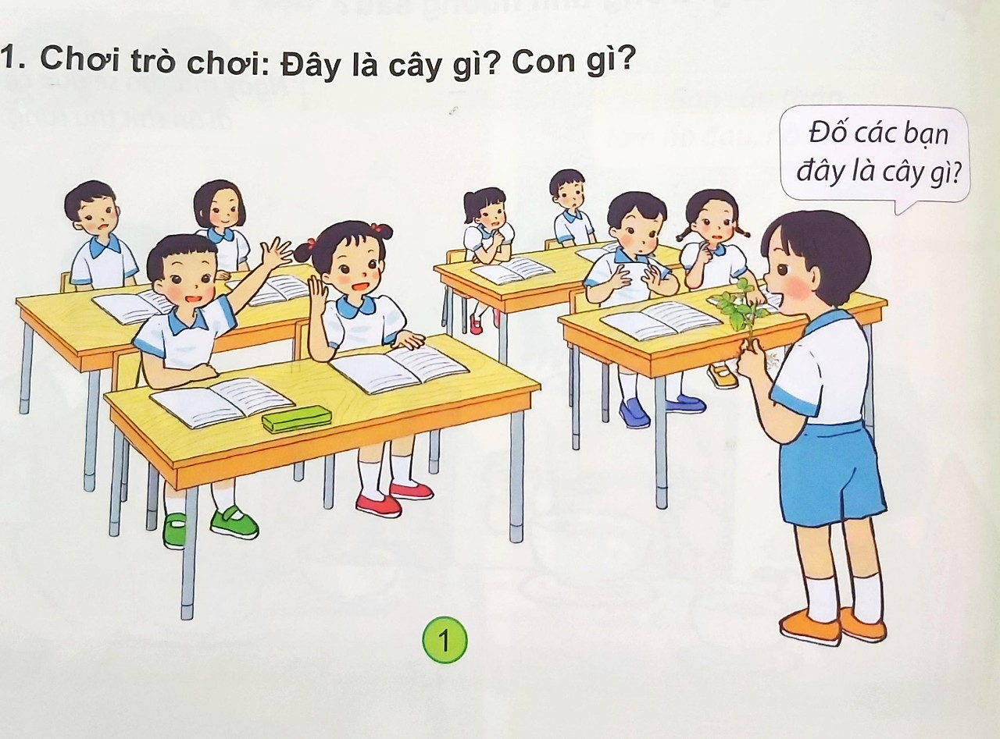 1. Chơi trò chơi: Đây là cây gì? Con gì?
Đố các bạn
đây là cây gì?
1